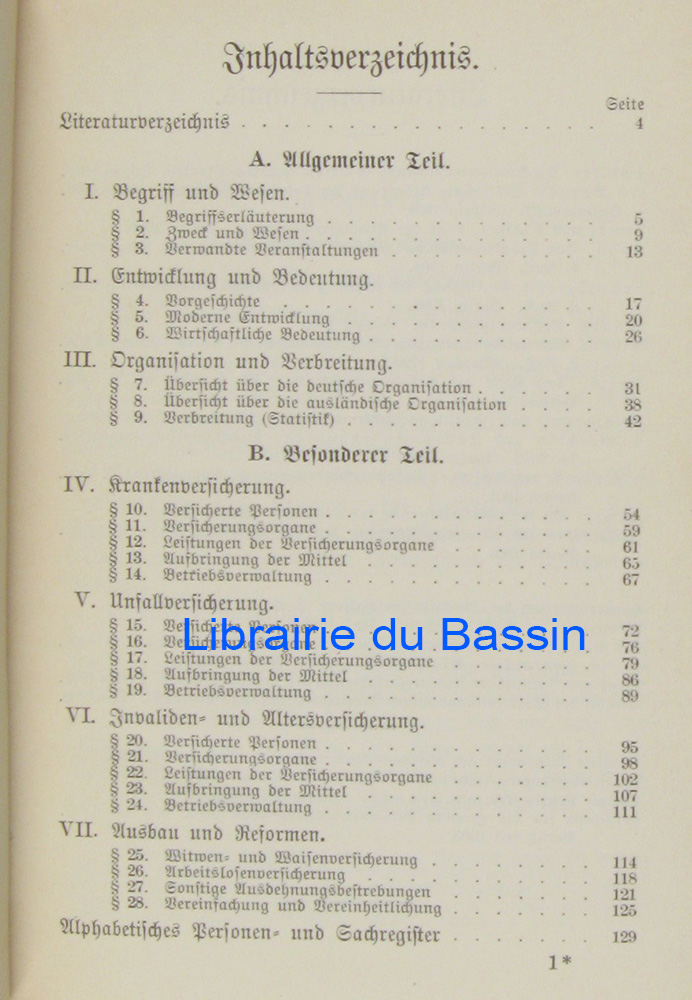 Inhaltsverzeichnis.
Seite
Literaturverzeichnis . . . . . . . . . . . . . . . . 4
A. Allgemeiner Teil.
I. Begriff und Wesen.
§ 1. Begriffserläuterung . . . . . . . . . . . . . 5
§ 2. Zweck und Wesen . . . . . . . . . . . . . . 9
§ 3. Verwandte Veranstaltungen . . . . . . . . . . 13
II. Entwicklung und Bedeutung.
§ 4. Vorgeschichte . . . . . . . . . . . . . . 17
§ 5. Moderne Entwicklung . . . . . . . . . . . . 20
§ 6. Wirtschaftliche Bedeutung . . . . . . . . . . . 26
III. Organisation und Verbreitung.
§ 7. Übersicht über die deutsche Organisation . . . . . . 31
§ 8. Übersicht über die ausländische Organisation . . . . 38
§ 9. Verbreitung (Statistik) . . . . . . . . . . . . 42
B. Besonderer Teil.
IV. Krankenversicherung.
§ 10. Versicherte Personen . . . . . . . . . . . . . 54
§ 11. Versicherungsorgane . . . . . . . . . . . . . 59
§ 12. Leistungen der Versicherungsorgane . . . . . . . 61
§ 13. Aufbringung der Mittel . . . . . . . . . . . . 65
§ 14. Betriebsverwaltung . . . . . . . . . . . . . 67
V. Unfallversicherung.
§ 15. Versicherte Personen . . . . . . . . . . . . . 72
§ 16. Versicherungsorgane . . . . . . . . . . . . . 76
Librairie du Bassin
§ 17. Leistungen der Versicherungsorgane . . . . . . . 79
§ 18. Aufbringung der Mittel . . . . . . . . . . . . 86
§ 19. Betriebsverwaltung . . . . . . . . . . . . . 89
VI. Invaliden- und Altersversicherung.
§ 20. Versicherte Personen . . . . . . . . . . . . . 95
§ 21. Versicherungsorgane . . . . . . . . . . . . . 98
§ 22. Leistungen der Versicherungsorgane . . . . . . . 102
§ 23. Aufbringung der Mittel . . . . . . . . . . . 107
§ 24. Betriebsverwaltung . . . . . . . . . . . . . 111
VII. Ausbau und Reformen.
§ 25. Witwen- und Waisenversicherung . . . . . . . . 114
§ 26. Arbeitslosenversicherung . . . . . . . . . . . 118
§ 27. Sonstige Ausdehnungsbestrebungen . . . . . . . 121
§ 28. Vereinfachung und Vereinheitlichung . . . . . . . 125
Alphabetisches Personen- und Sachregister . . . . . . . 129
1*